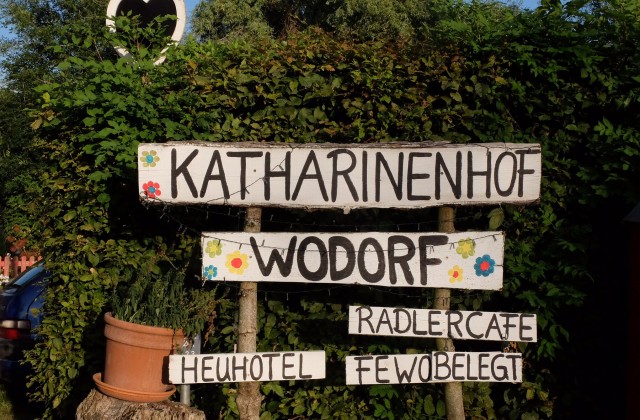 KATHARINENHOF
WODORF
RADLERCAFE
HEUHOTEL
FEWOBELEGT